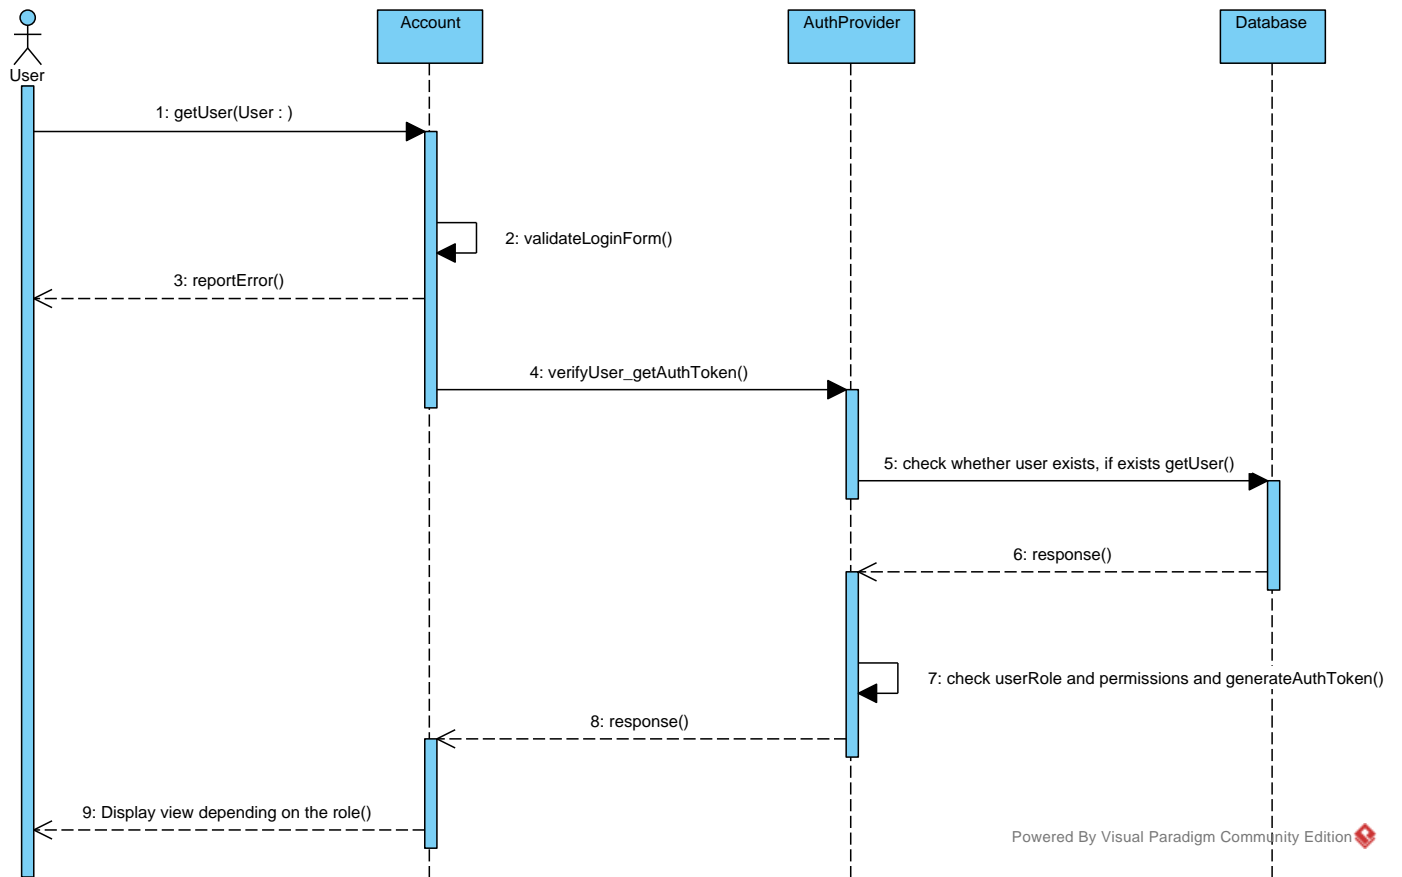 Account
AuthProvider
Database
User
1: getUser(User : )
2: validateLoginForm()
3: reportError()
4: verifyUser_getAuthToken()
5: check whether user exists, if exists getUser()
6: response()
7: check userRole and permissions and generateAuthToken()
8: response()
9: Display view depending on the role()
Powered By Visual Paradigm Community Edition